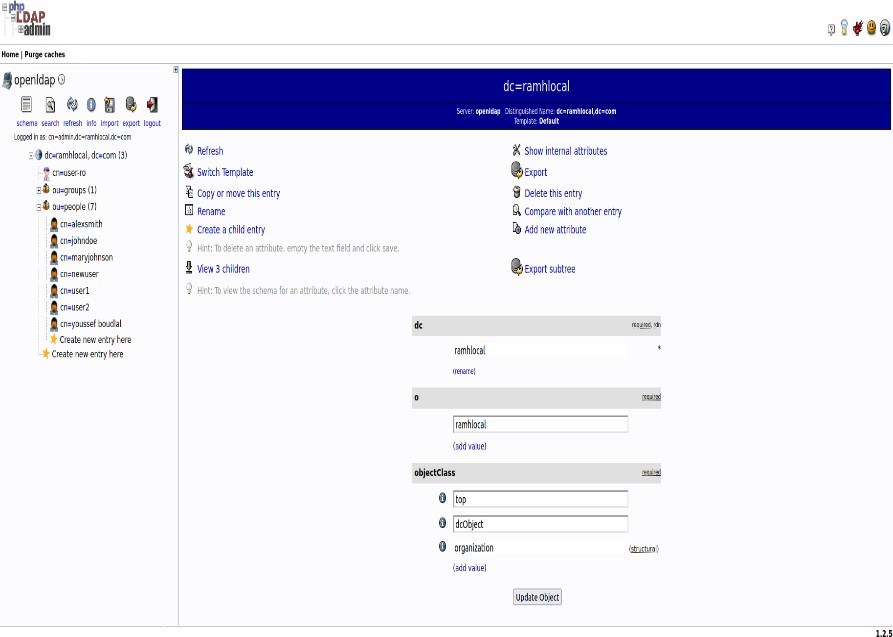 php
LDAP
admin
Home | Purge caches
openldap
schema search refresh info import export logout
Logged in as: cn=admin,dc=ramhlocal,dc=com
dc=ramhlocal, dc=com (3)
cn=user-ro
ou=groups (1)
ou=people (7)
cn=alexsmith
cn=johndoe
cn=maryjohnson
cn=newuser
cn=user1
cn=user2
cn=youssef boudlal
Create new entry here
Create new entry here
dc=ramhlocal
Server: openldap Distinguished Name: dc=ramhlocal,dc=com
Template: Default
Refresh
Show internal attributes
Switch Template
Export
Copy or move this entry
Delete this entry
Rename
Compare with another entry
Create a child entry
Add new attribute
Hint: To delete an attribute, empty the text field and click save.
View 3 children
Export subtree
Hint: To view the schema for an attribute, click the attribute name.
dc required, rdn
ramhlocal *
(rename)
o required
ramhlocal
(add value)
objectClass required
top
dcObject
organization (structural)
(add value)
Update Object
1.2.5